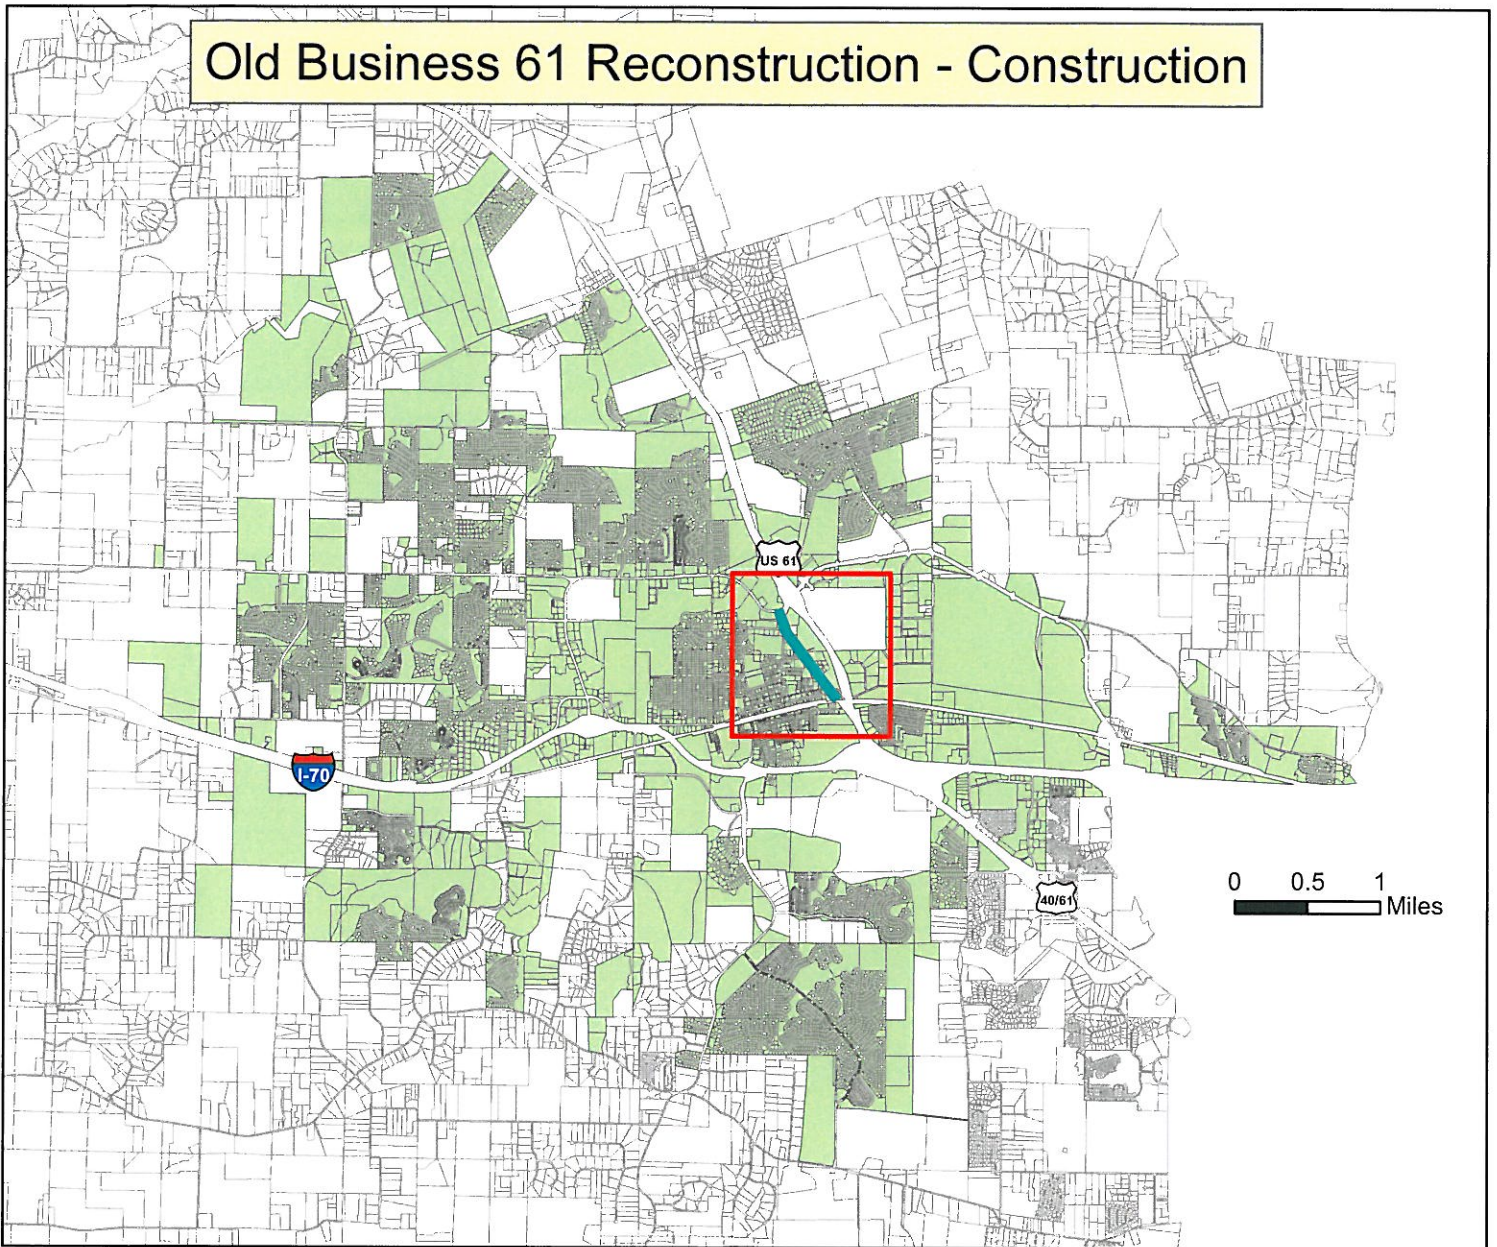 Old Business 61 Reconstruction - Construction
US 61
I-70
0 0.5 1
Miles
40/61